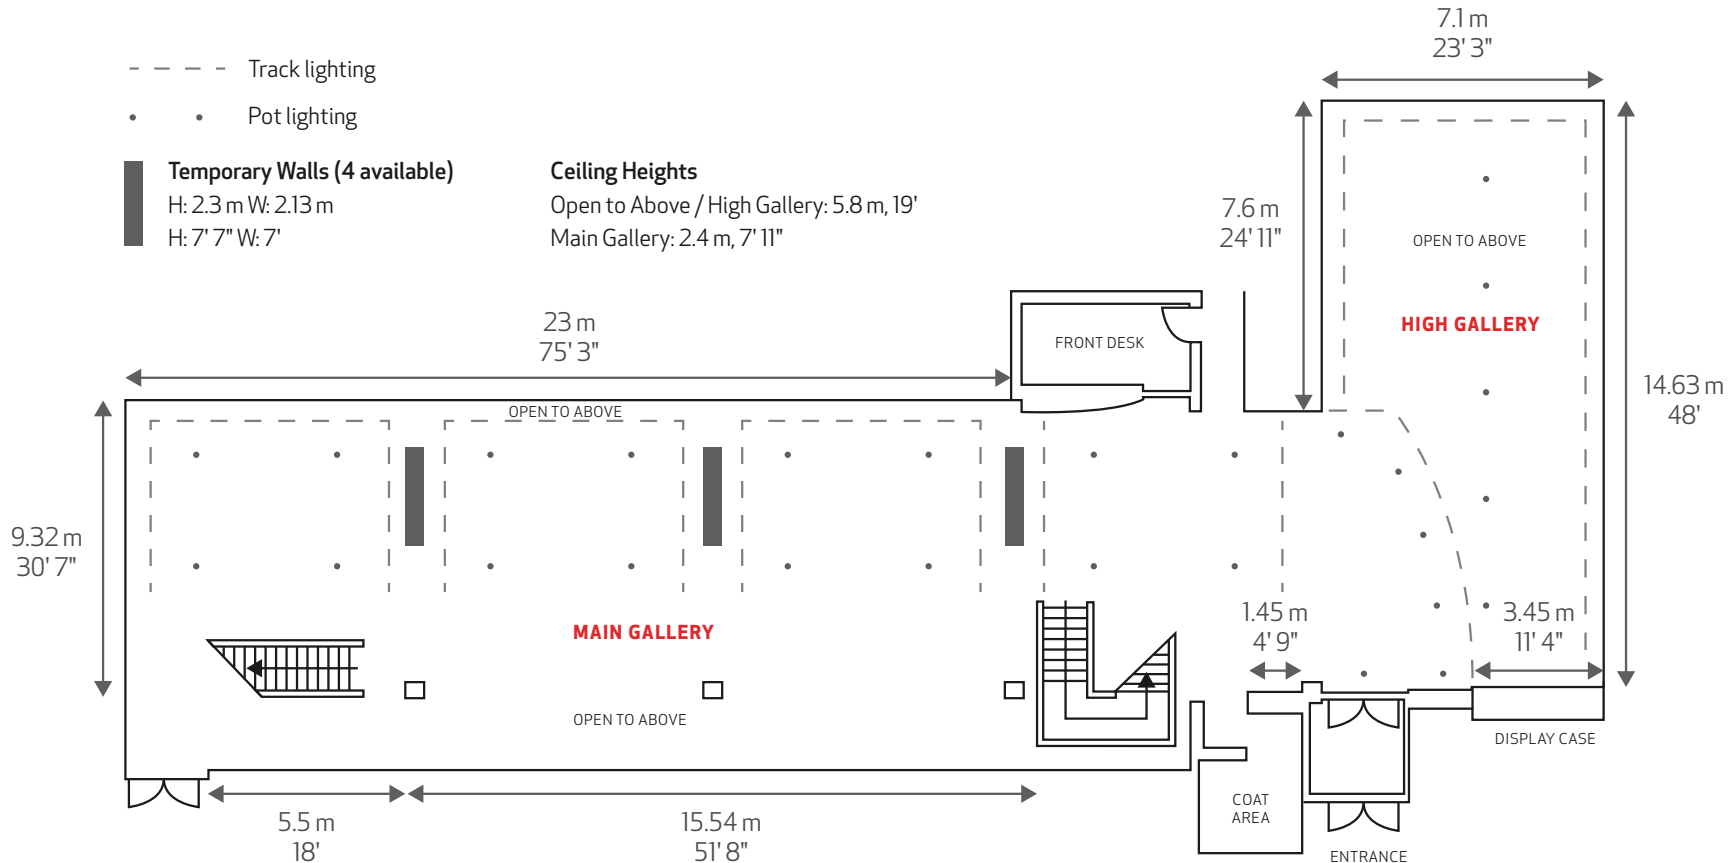 7.1 m
23' 3"
Track lighting
Pot lighting
Temporary Walls (4 available)
H: 2.3 m W: 2.13 m
H: 7' 7" W: 7'
Ceiling Heights
Open to Above / High Gallery: 5.8 m, 19'
Main Gallery: 2.4 m, 7' 11"
7.6 m
24' 11"
OPEN TO ABOVE
HIGH GALLERY
23 m
75' 3"
FRONT DESK
14.63 m
48'
OPEN TO ABOVE
9.32 m
30' 7"
MAIN GALLERY
1.45 m
4' 9"
3.45 m
11' 4"
OPEN TO ABOVE
DISPLAY CASE
5.5 m
18'
15.54 m
51' 8"
COAT
AREA
ENTRANCE